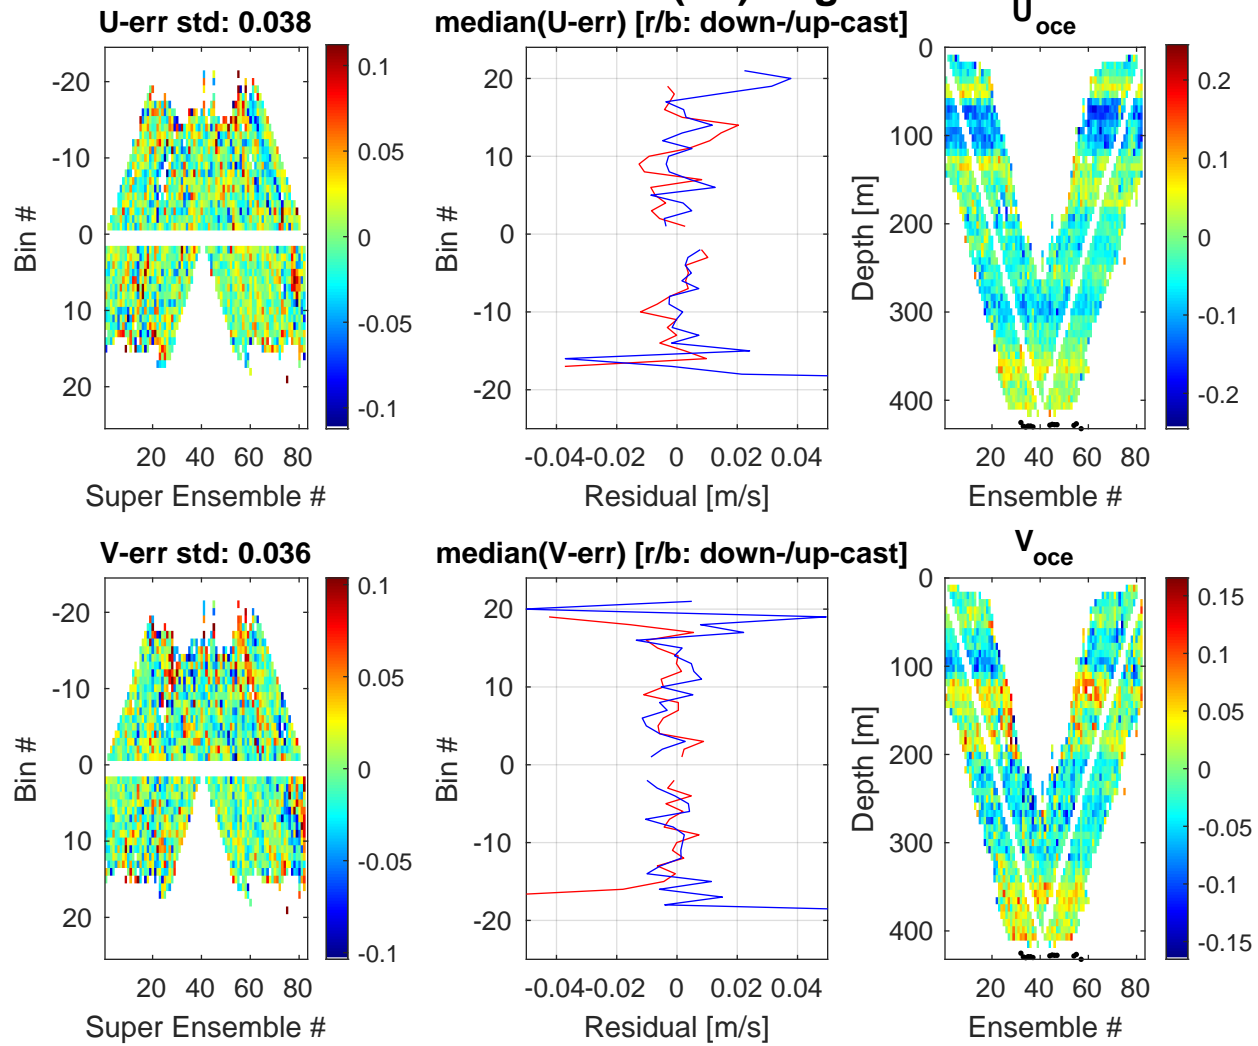 U-err std: 0.038
median(U-err) [r/b: down-/up-cast]
U_oce
-20
-10
0
10
20
Bin #
20 40 60 80
Super Ensemble #
0.1
0.05
0
-0.05
-0.1
20
10
0
-10
-20
Bin #
-0.04 -0.02 0 0.02 0.04
Residual [m/s]
0
100
200
300
400
Depth [m]
20 40 60 80
Ensemble #
0.2
0.1
0
-0.1
-0.2
V-err std: 0.036
median(V-err) [r/b: down-/up-cast]
V_oce
-20
-10
0
10
20
Bin #
20 40 60 80
Super Ensemble #
0.1
0.05
0
-0.05
-0.1
20
10
0
-10
-20
Bin #
-0.04 -0.02 0 0.02 0.04
Residual [m/s]
0
100
200
300
400
Depth [m]
20 40 60 80
Ensemble #
0.15
0.1
0.05
0
-0.05
-0.1
-0.15